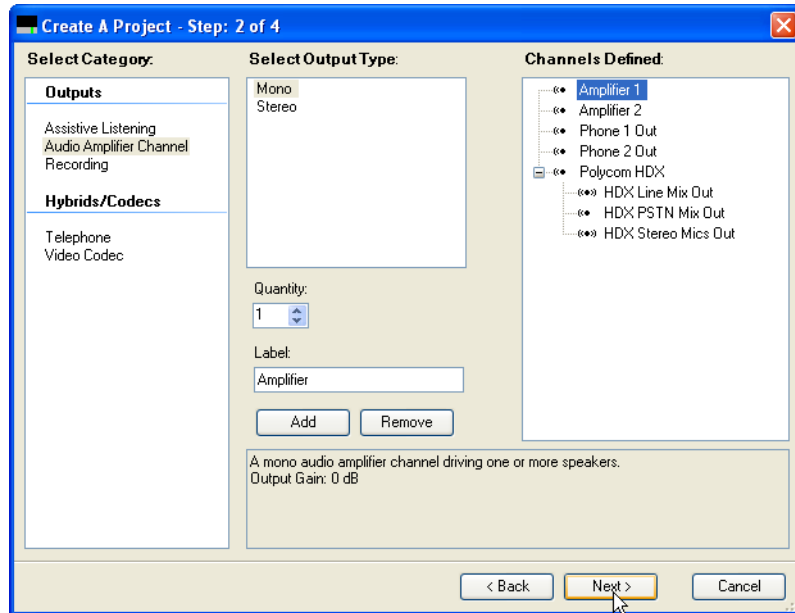 Create A Project - Step: 2 of 4
Select Category:
Outputs
Assistive Listening
Audio Amplifier Channel
Recording
Hybrids/Codecs
Telephone
Video Codec
Select Output Type:
Mono
Stereo
Quantity:
1
Label:
Amplifier
Add
Remove
Channels Defined:
Amplifier 1
Amplifier 2
Phone 1 Out
Phone 2 Out
Polycom HDX
HDX Line Mix Out
HDX PSTN Mix Out
HDX Stereo Mics Out
A mono audio amplifier channel driving one or more speakers.
Output Gain: 0 dB
< Back
Next >
Cancel